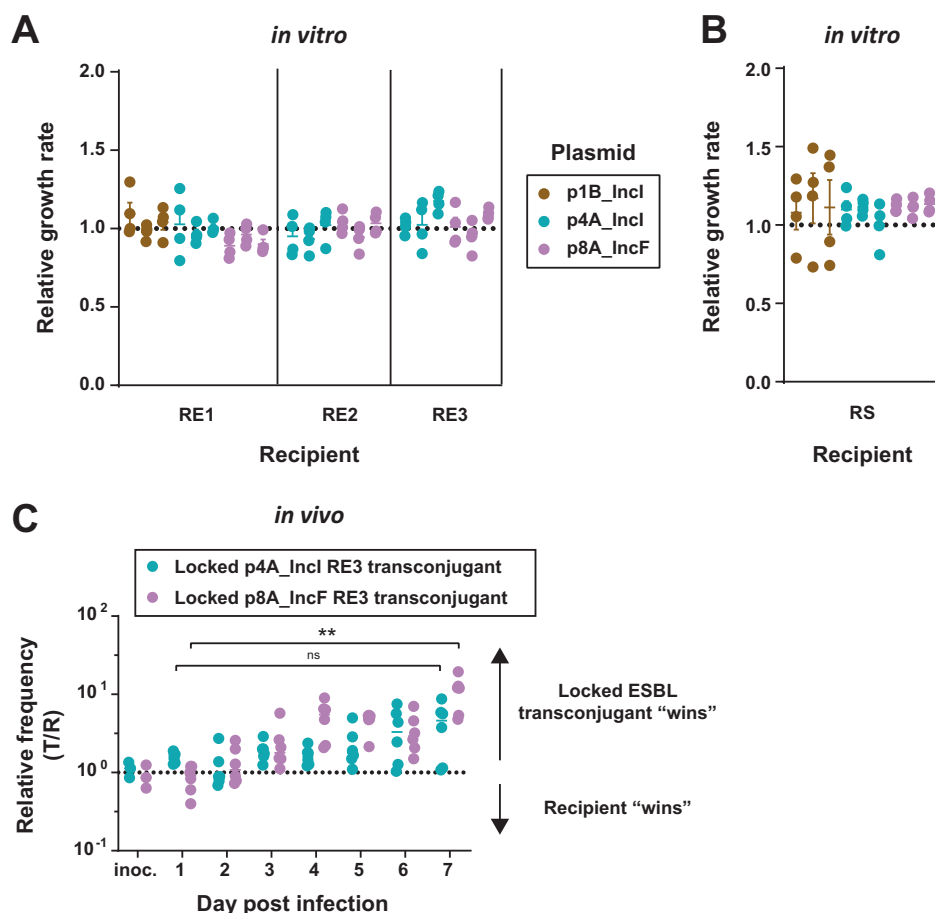 A
in vitro
2.0
1.5
1.0
0.5
0.0
Relative growth rate
RE1
RE2
RE3
Recipient
Plasmid
p1B_IncI
p4A_IncI
p8A_IncF
B
in vitro
2.0
1.5
1.0
0.5
0.0
Relative growth rate
RS
Recipient
C
in vivo
Locked p4A_IncI RE3 transconjugant
Locked p8A_IncF RE3 transconjugant
10²
10¹
10⁰
10⁻¹
Relative frequency
(T/R)
**
ns
inoc.
1
2
3
4
5
6
7
Day post infection
Locked ESBL
transconjugant “wins”
Recipient “wins”